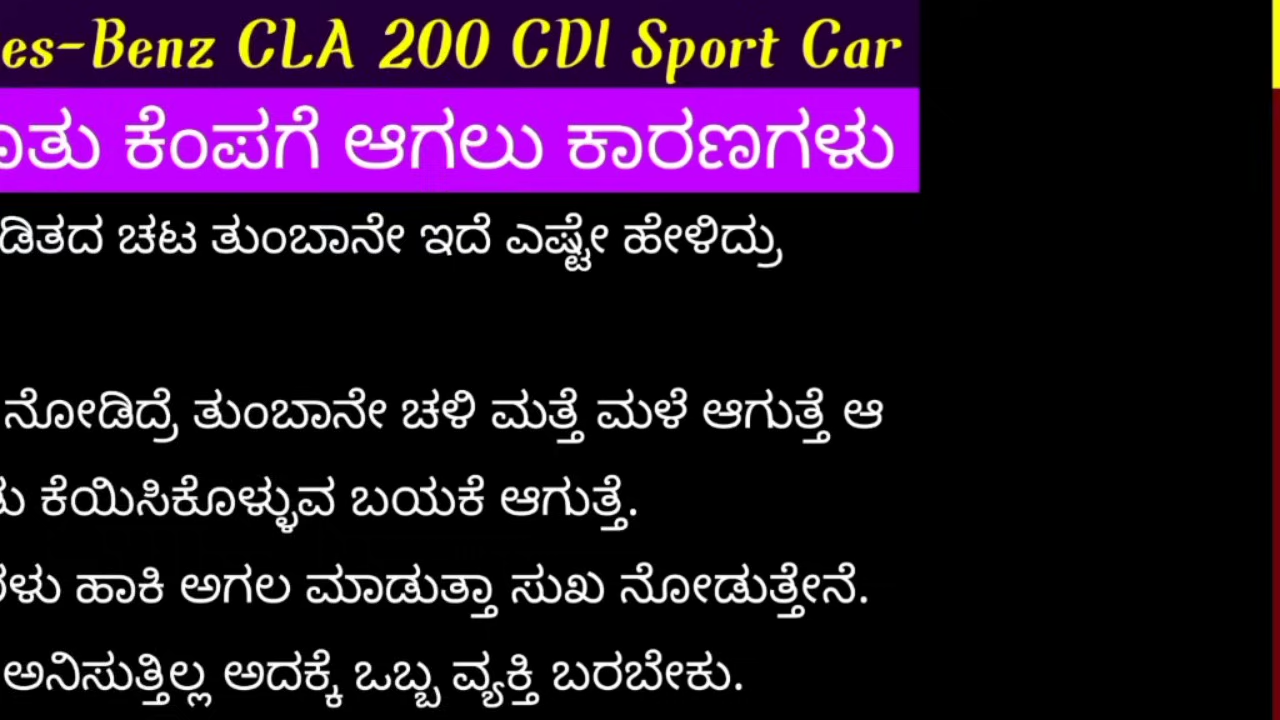 es-Benz CLA 200 CDI Sport Car
ಕೆಂಪಗೆ ಆಗಲು ಕಾರಣಗಳು
ಚಟ ತುಂಬಾನೇ ಇದೆ ಎಷ್ಟೇ ಹೇಳಿದ್ರು
ನೋಡಿದ್ರೆ ತುಂಬಾನೇ ಚಳಿ ಮತ್ತೆ ಮಳೆ ಆಗುತ್ತೆ ಆ
ಕೆಯಿಸಿಕೊಳ್ಳುವ ಬಯಕೆ ಆಗುತ್ತೆ.
ಹಾಕಿ ಅಗಲ ಮಾಡುತ್ತಾ ಸುಖ ನೋಡುತ್ತೇನೆ.
ಅನಿಸುತ್ತಿಲ್ಲ ಅದಕ್ಕೆ ಒಬ್ಬ ವ್ಯಕ್ತಿ ಬರಬೇಕು.